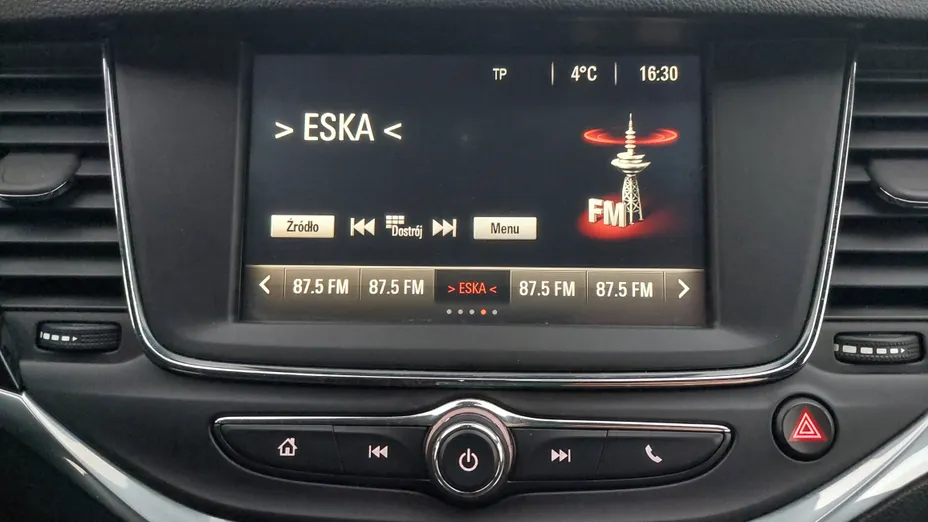 TP | 4°C | 16:30
> ESKA <
FM
Źródło Dostrój Menu
87.5 FM 87.5 FM > ESKA < 87.5 FM 87.5 FM